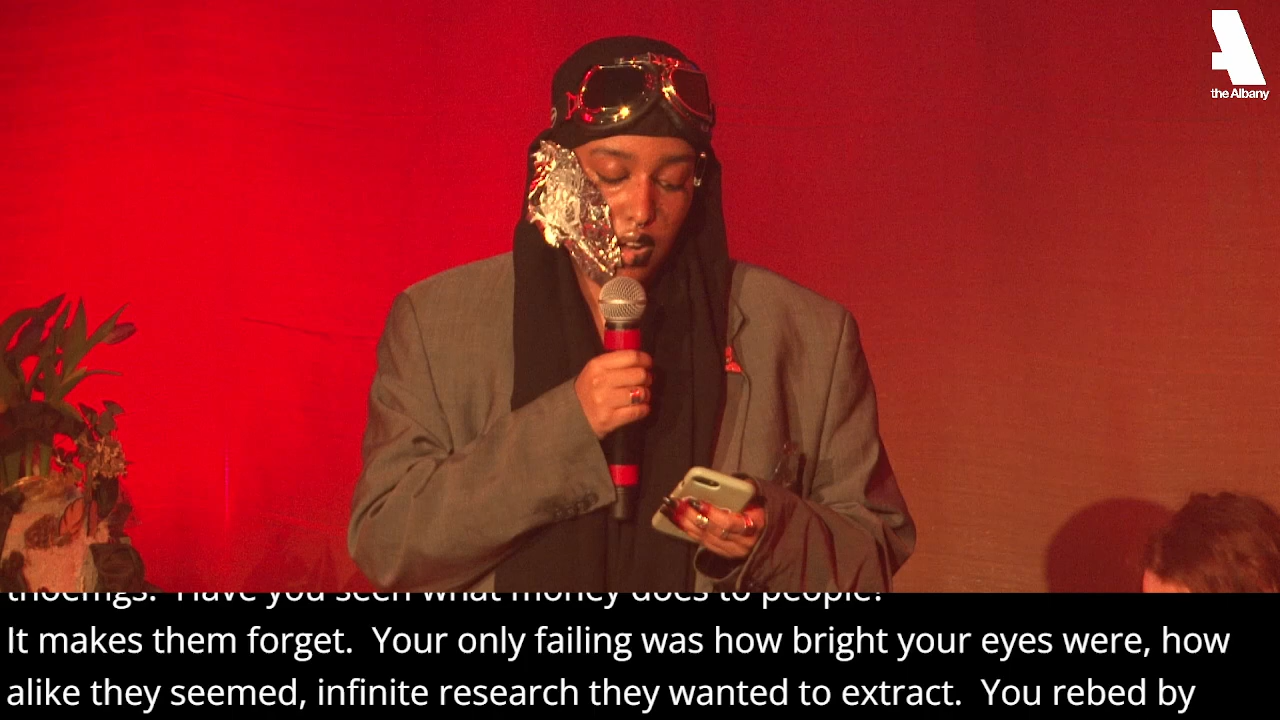 the Albany
thoemgs.  Have you seen what money does to people?
It makes them forget.  Your only failing was how bright your eyes were, how
alike they seemed, infinite research they wanted to extract.  You rebed by